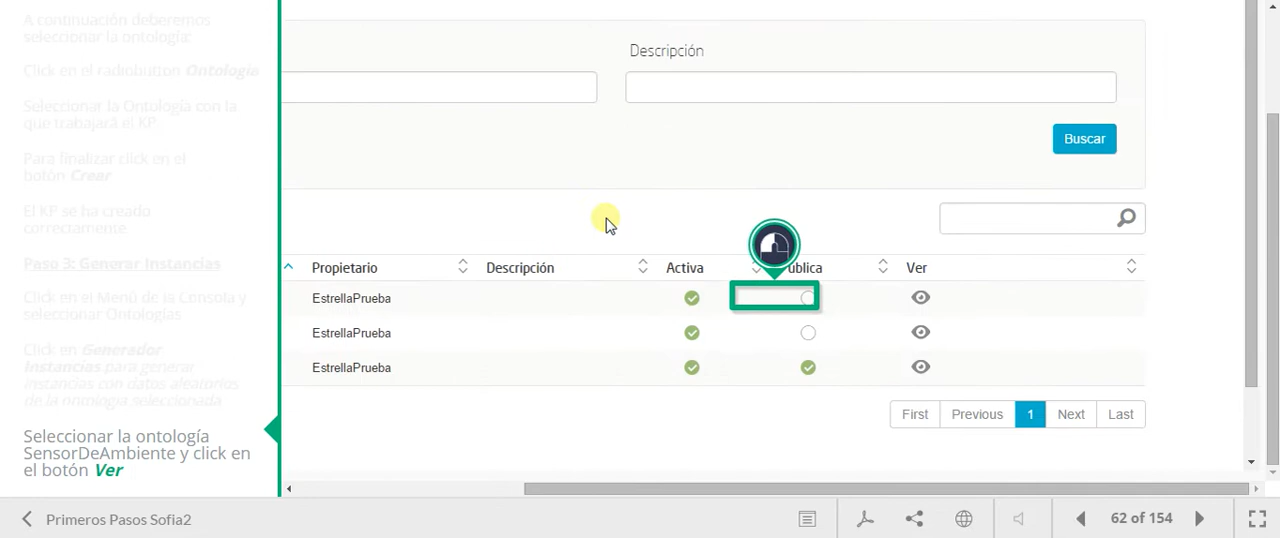 A continuación deberemos
seleccionar la ontología:
Click en el radiobutton Ontología
Seleccionar la Ontología con la
que trabajará el KP
Para finalizar click en el
botón Crear
El KP se ha creado
correctamente.
Paso 3: Generar Instancias
Click en el Menú de la Consola y
seleccionar Ontologías
Click en Generador
Instancias para generar
instancias con datos aleatorios
de la ontología seleccionada
Seleccionar la ontología
SensorDeAmbiente y click en
el botón Ver
Descripción
Buscar
Propietario Descripción Activa ública Ver
EstrellaPrueba
EstrellaPrueba
EstrellaPrueba
First Previous 1 Next Last
Primeros Pasos Sofia2
62 of 154